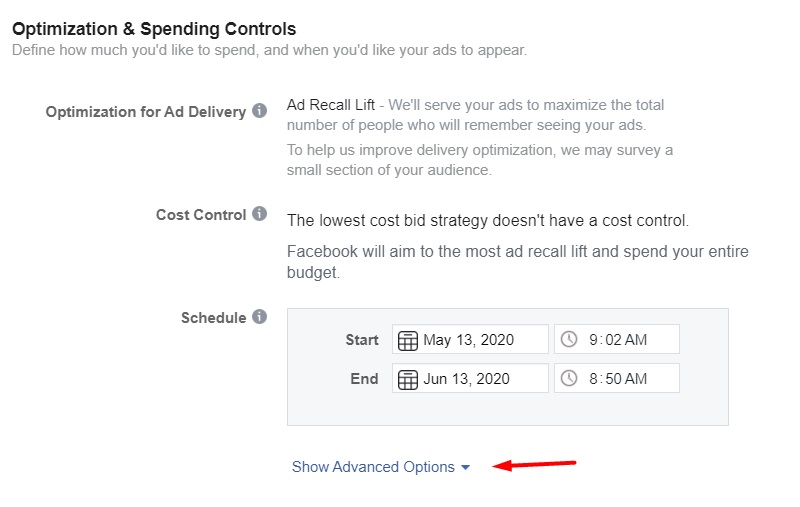 Optimization & Spending Controls
Define how much you'd like to spend, and when you'd like your ads to appear.
Optimization for Ad Delivery
Ad Recall Lift - We'll serve your ads to maximize the total
number of people who will remember seeing your ads.
To help us improve delivery optimization, we may survey a
small section of your audience.
Cost Control
The lowest cost bid strategy doesn't have a cost control.
Facebook will aim to the most ad recall lift and spend your entire
budget.
Schedule
Start May 13, 2020 9:02 AM
End Jun 13, 2020 8:50 AM
Show Advanced Options